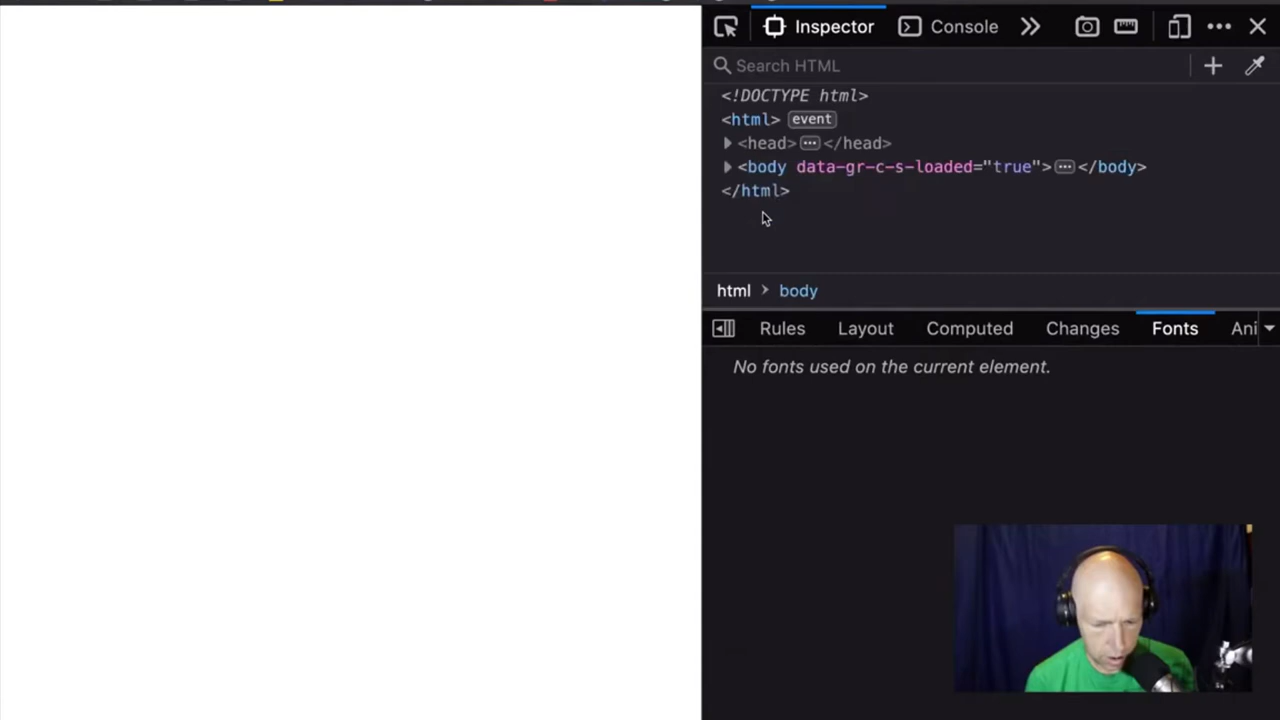 Inspector Console
Search HTML
<!DOCTYPE html>
<html> event
<head> ··· </head>
<body data-gr-c-s-loaded="true"> ··· </body>
</html>
html > body
Rules Layout Computed Changes Fonts Ani
No fonts used on the current element.